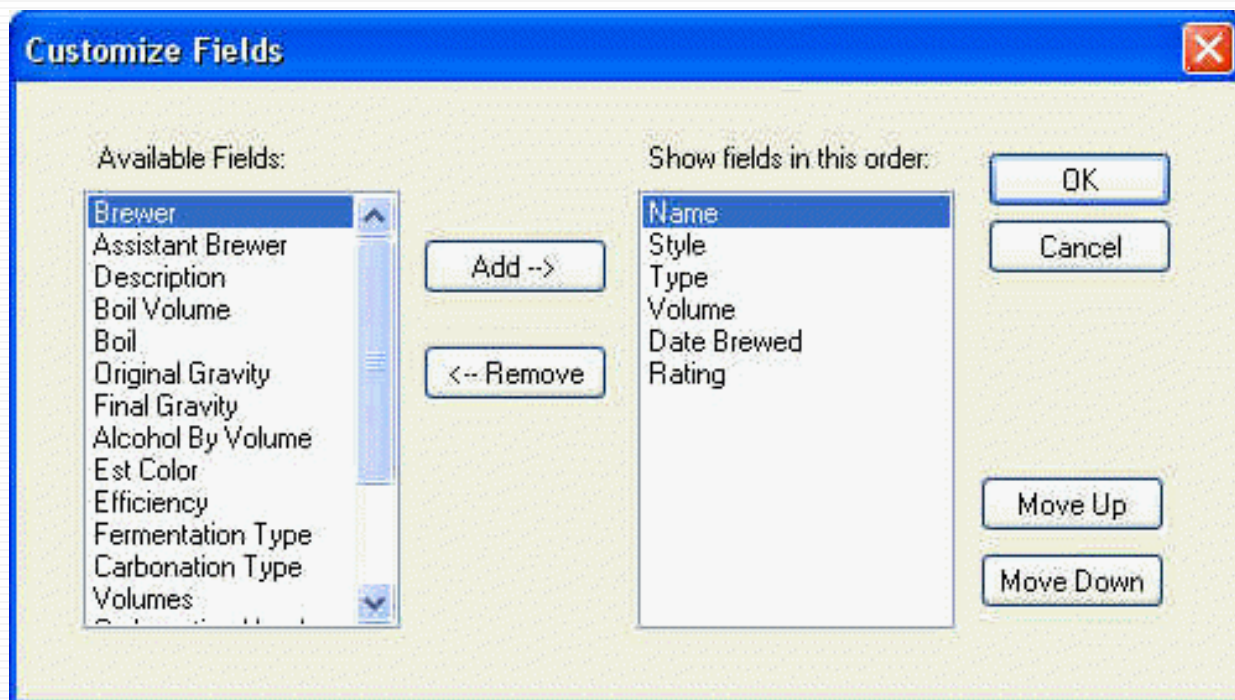 Customize Fields
Available Fields:
Brewer
Assistant Brewer
Description
Boil Volume
Boil
Original Gravity
Final Gravity
Alcohol By Volume
Est Color
Efficiency
Fermentation Type
Carbonation Type
Volumes
Add -->
<-- Remove
Show fields in this order:
Name
Style
Type
Volume
Date Brewed
Rating
OK
Cancel
Move Up
Move Down